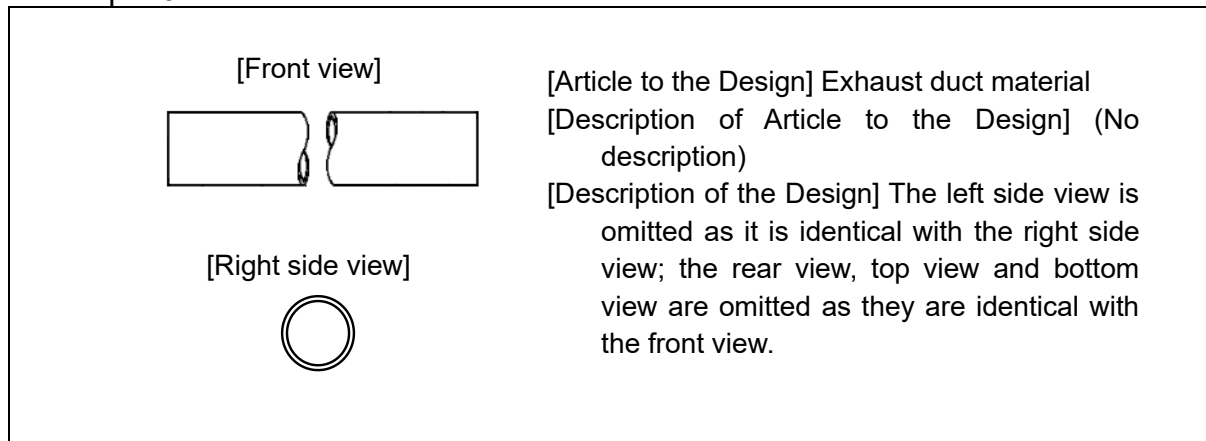 [Front view]
[Right side view]
[Article to the Design] Exhaust duct material
[Description of Article to the Design] (No
description)
[Description of the Design] The left side view is
omitted as it is identical with the right side
view; the rear view, top view and bottom
view are omitted as they are identical with
the front view.